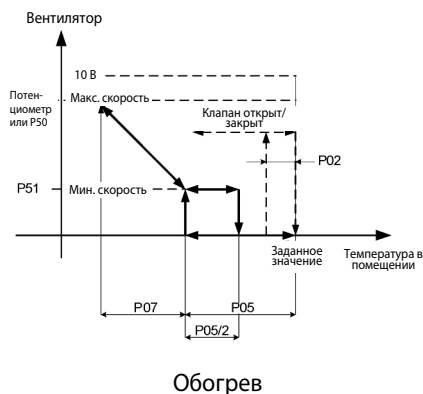 Вентилятор
10 В
Потен-
циометр
или P50
Макс. скорость
Клапан открыт/
закрыт
P02
P51
Мин. скорость
Заданное
значение
Температура в
помещении
P07
P05
P05/2
Обогрев